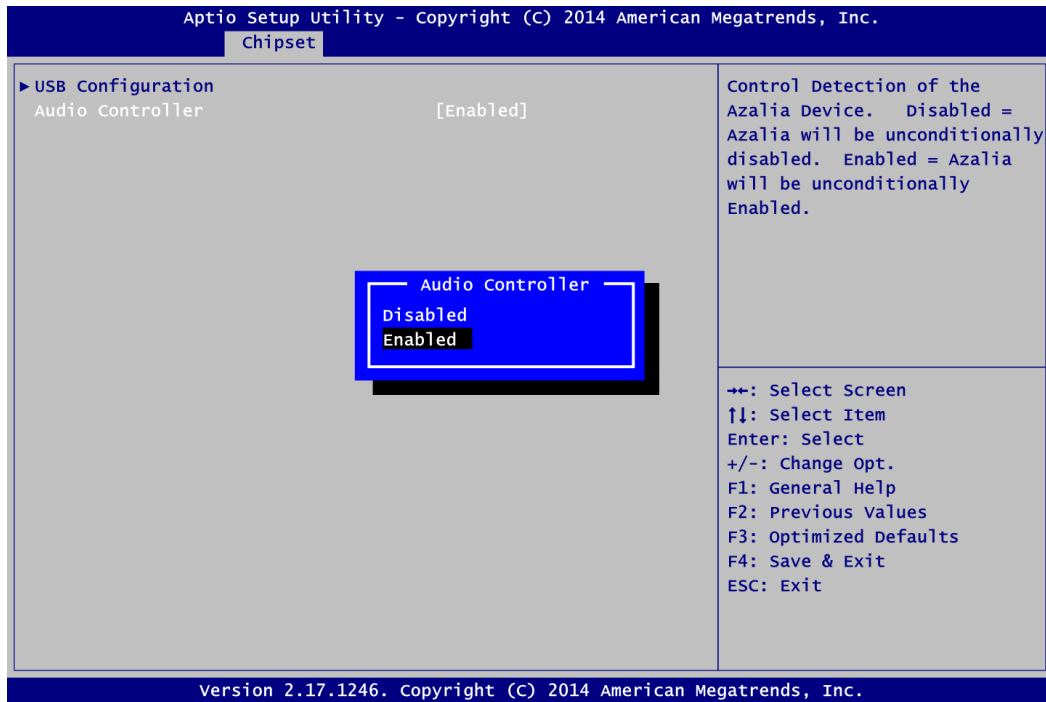 Aptio Setup Utility - Copyright (C) 2014 American Megatrends, Inc.
Chipset
►USB Configuration
Audio Controller [Enabled]
Control Detection of the
Azalia Device. Disabled =
Azalia will be unconditionally
disabled. Enabled = Azalia
will be unconditionally
Enabled.
Audio Controller
Disabled
Enabled
→←: Select Screen
↑↓: Select Item
Enter: Select
+/-: Change Opt.
F1: General Help
F2: Previous Values
F3: Optimized Defaults
F4: Save & Exit
ESC: Exit
Version 2.17.1246. Copyright (C) 2014 American Megatrends, Inc.